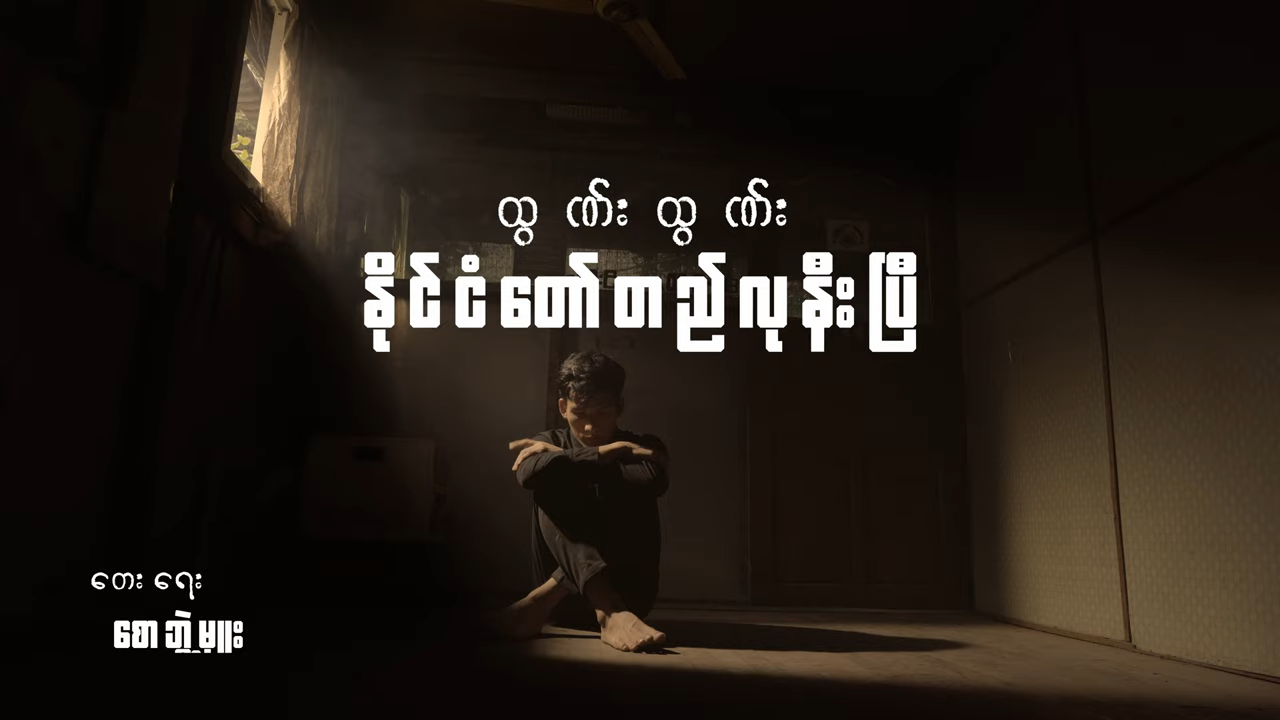 ထွ ဏ်း ထွ ဏ်း
နိုင်ငံတော်တည်လုနီးပြီ
တေး ရေး
စော ဘွဲ့မှူး